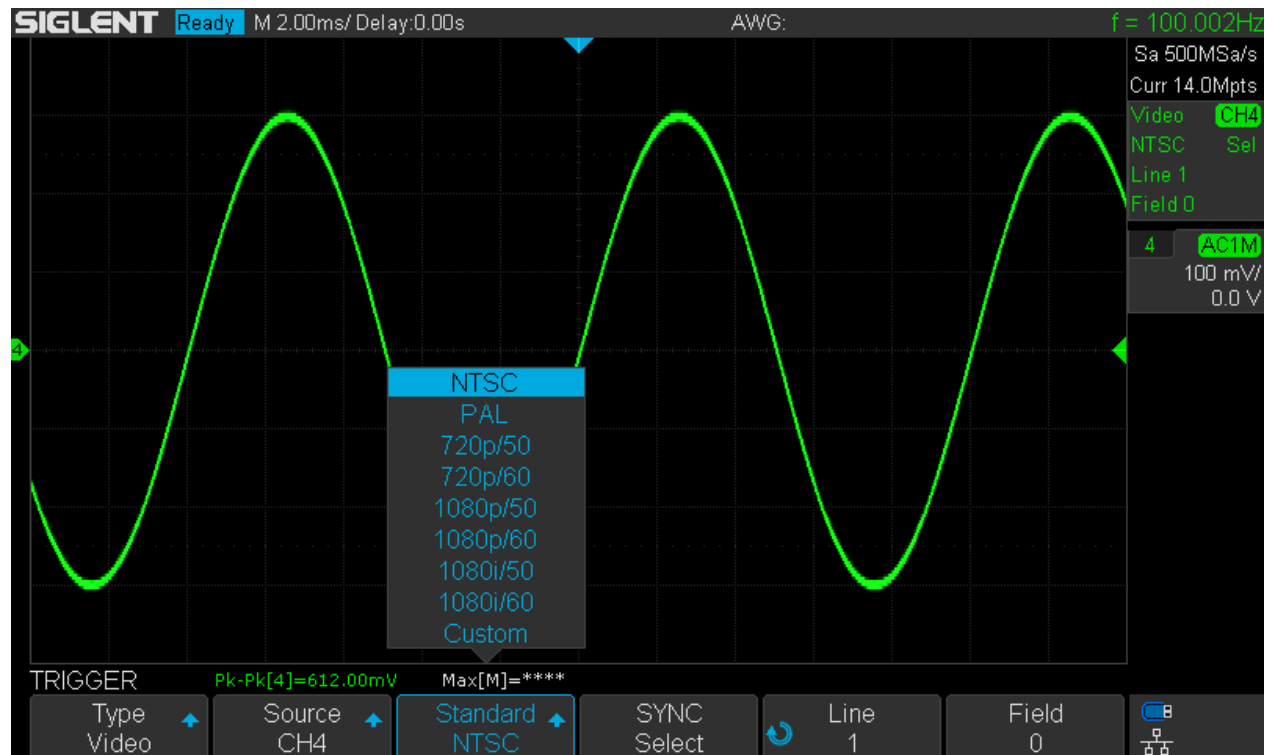 SIGLENT Ready M 2.00ms/ Delay:0.00s AWG: f = 100.002Hz
Sa 500MSa/s
Curr 14.0Mpts
Video CH4
NTSC Sel
Line 1
Field 0
4 AC1M
100 mV/
0.0 V
4
NTSC
PAL
720p/50
720p/60
1080p/50
1080p/60
1080i/50
1080i/60
Custom
TRIGGER Pk-Pk[4]=612.00mV Max[M]=****
Type Source Standard SYNC Line Field
Video CH4 NTSC Select 1 0